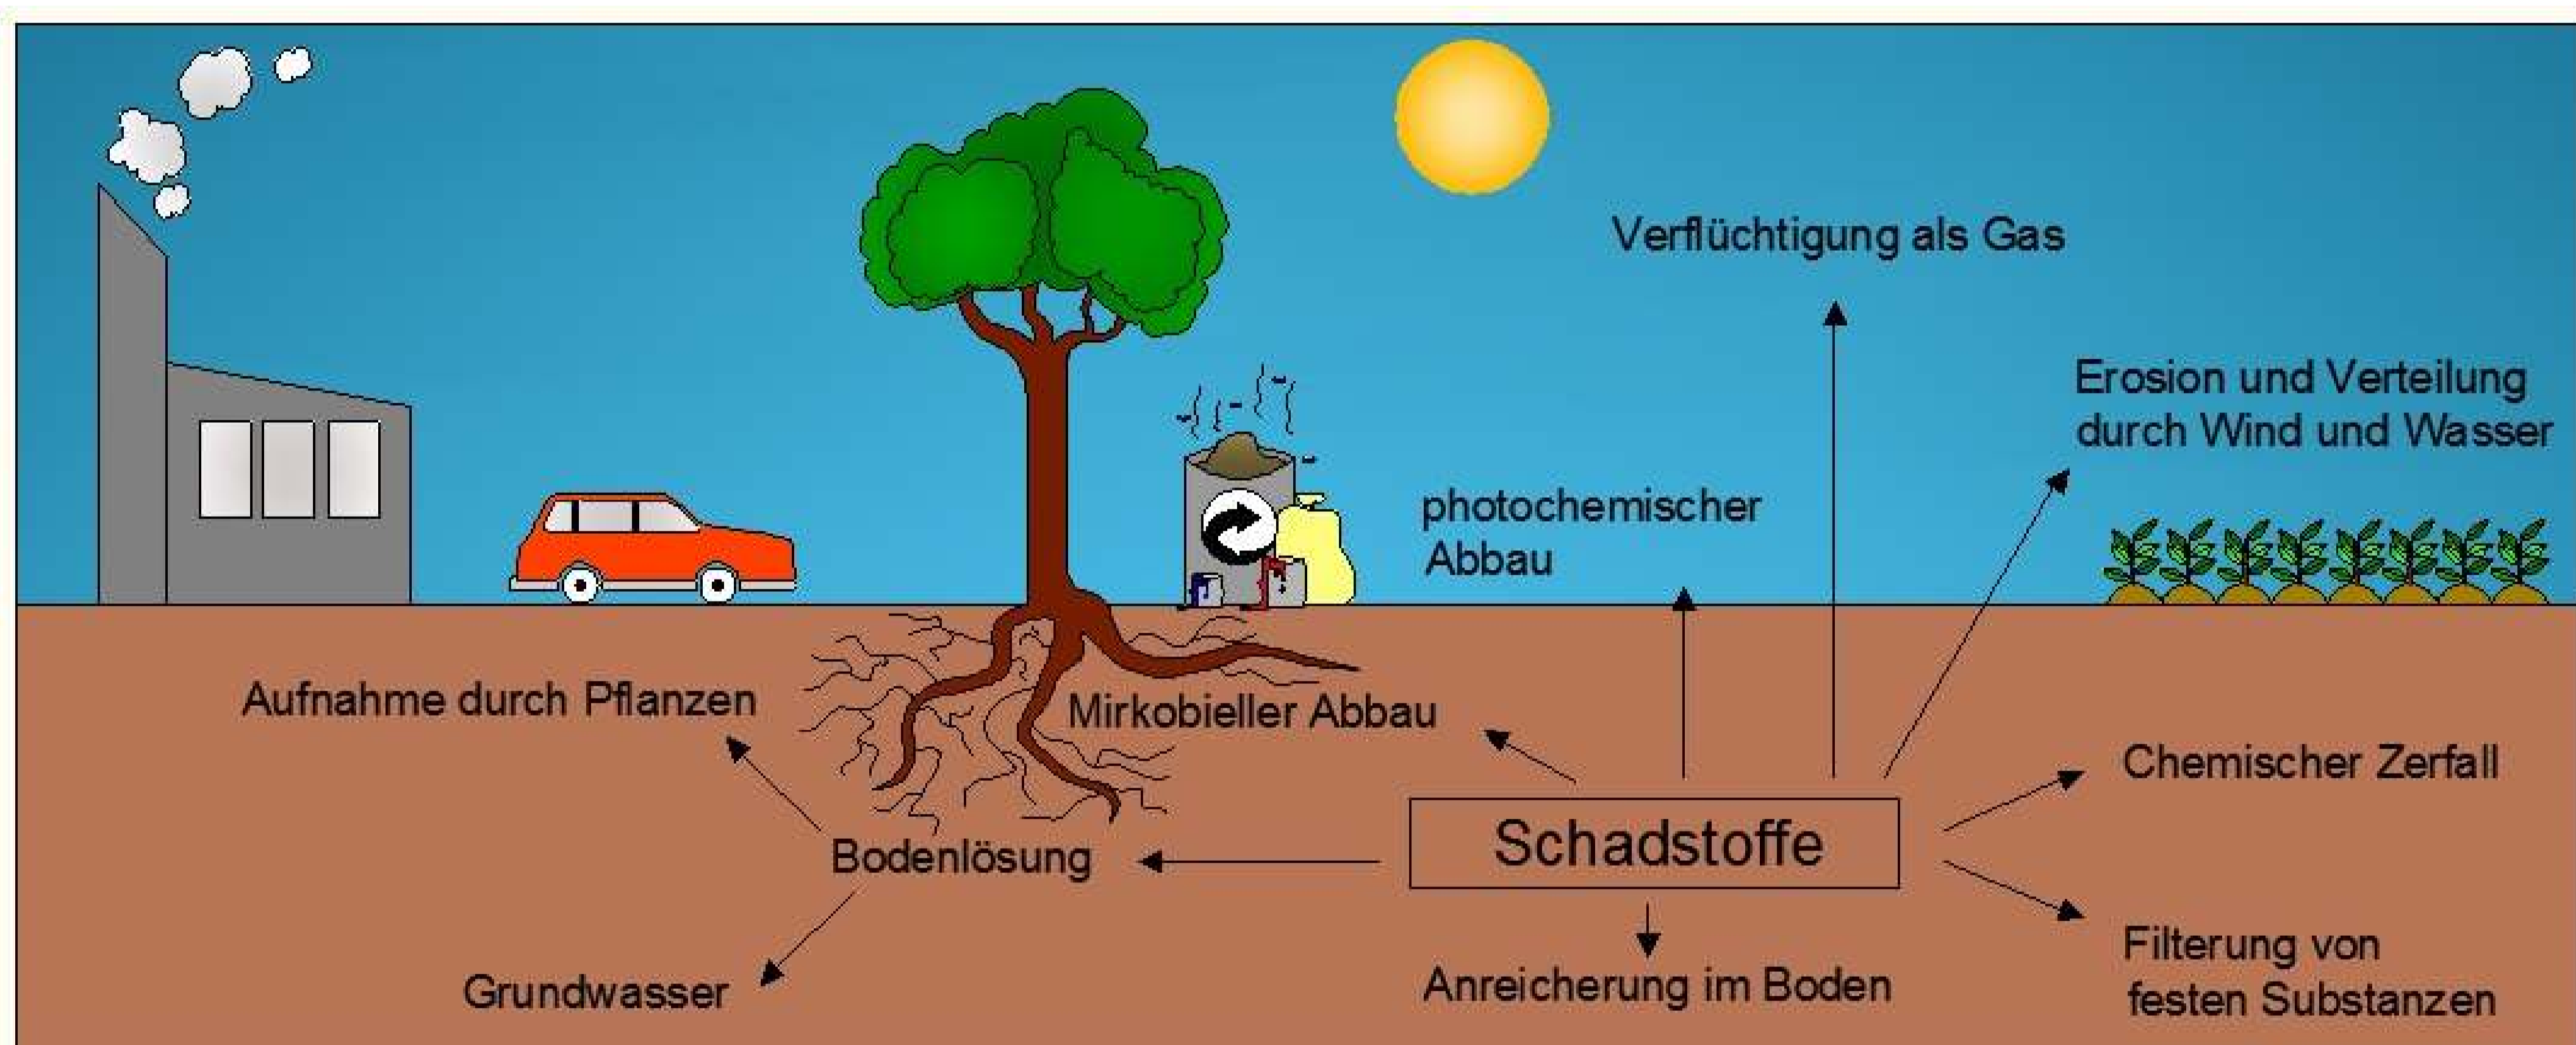 Verflüchtigung als Gas
Erosion und Verteilung
durch Wind und Wasser
photochemischer
Abbau
Aufnahme durch Pflanzen
Mirkobieller Abbau
Chemischer Zerfall
Schadstoffe
Bodenlösung
Filterung von
festen Substanzen
Anreicherung im Boden
Grundwasser